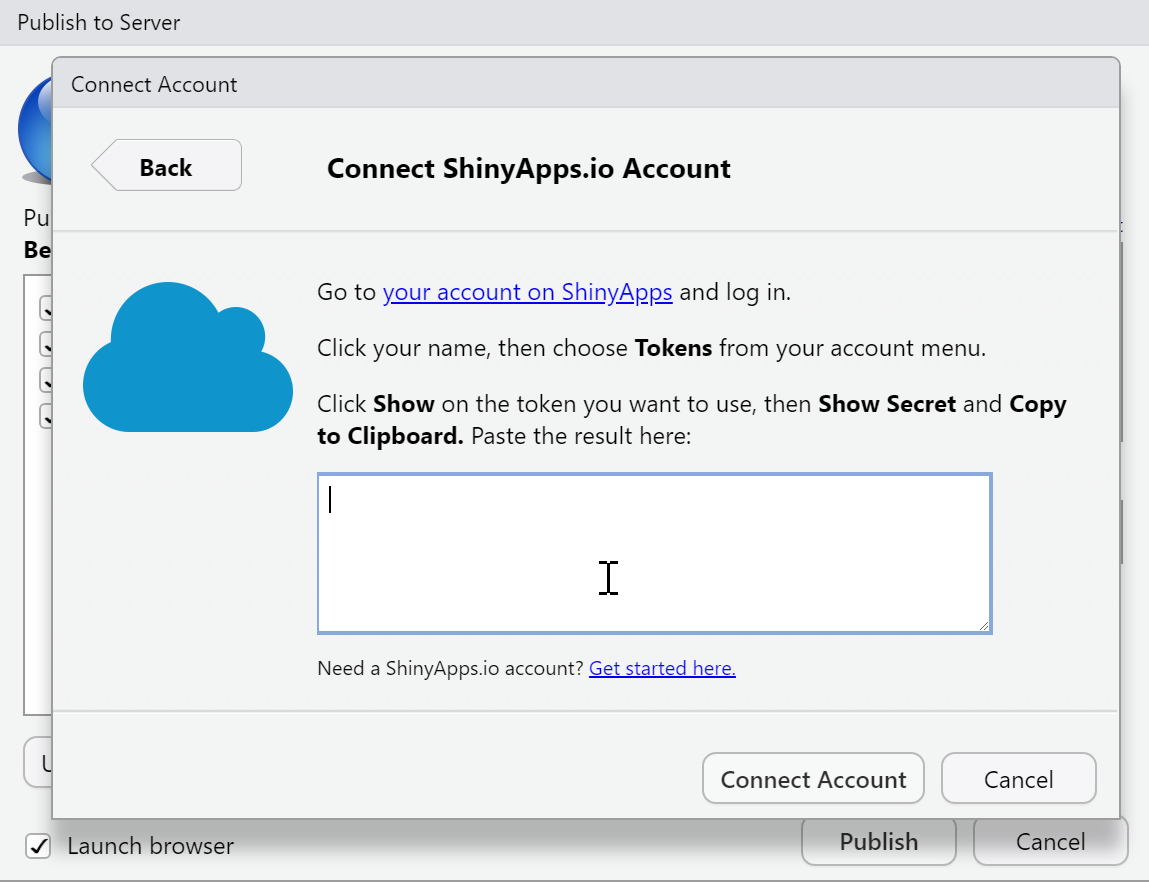 Publish to Server
Connect Account
Back
Connect ShinyApps.io Account
Pu
Be
Go to your account on ShinyApps and log in.
Click your name, then choose Tokens from your account menu.
Click Show on the token you want to use, then Show Secret and Copy
to Clipboard. Paste the result here:
Need a ShinyApps.io account? Get started here.
Connect Account
Cancel
Launch browser
Publish
Cancel